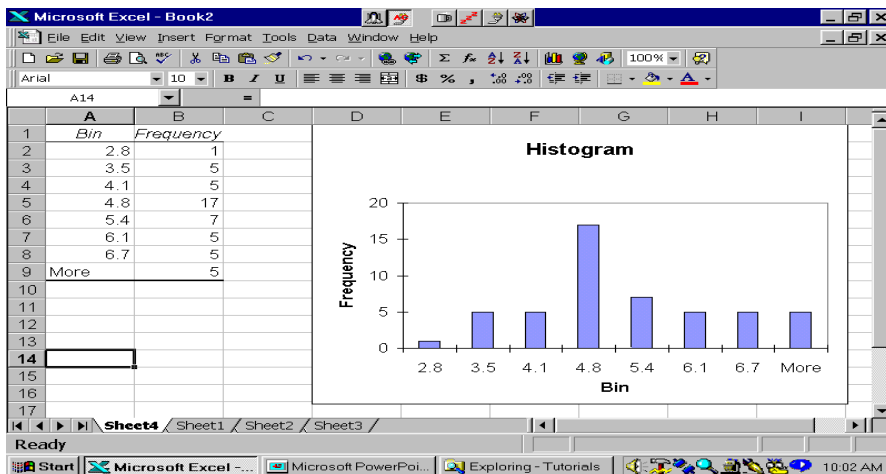 Microsoft Excel - Book2
File Edit View Insert Format Tools Data Window Help
100%
Arial 10 B I U $ % ,
A14 =
A B C D E F G H I
1 Bin Frequency
2 2.8 1
3 3.5 5
4 4.1 5
5 4.8 17
6 5.4 7
7 6.1 5
8 6.7 5
9 More 5
10
11
12
13
14
15
16
17
Histogram
Frequency
20
15
10
5
0
2.8 3.5 4.1 4.8 5.4 6.1 6.7 More
Bin
Sheet4 Sheet1 Sheet2 Sheet3
Ready
Start Microsoft Excel -... Microsoft PowerPoi... Exploring - Tutorials 10:02 AM